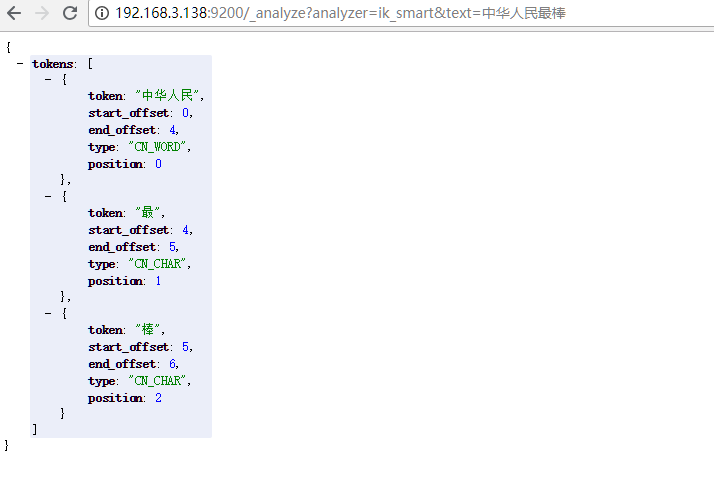 192.168.3.138:9200/_analyze?analyzer=ik_smart&text=中华人民最棒
{
- tokens: [
- {
token: "中华人民",
start_offset: 0,
end_offset: 4,
type: "CN_WORD",
position: 0
},
- {
token: "最",
start_offset: 4,
end_offset: 5,
type: "CN_CHAR",
position: 1
},
- {
token: "棒",
start_offset: 5,
end_offset: 6,
type: "CN_CHAR",
position: 2
}
]
}